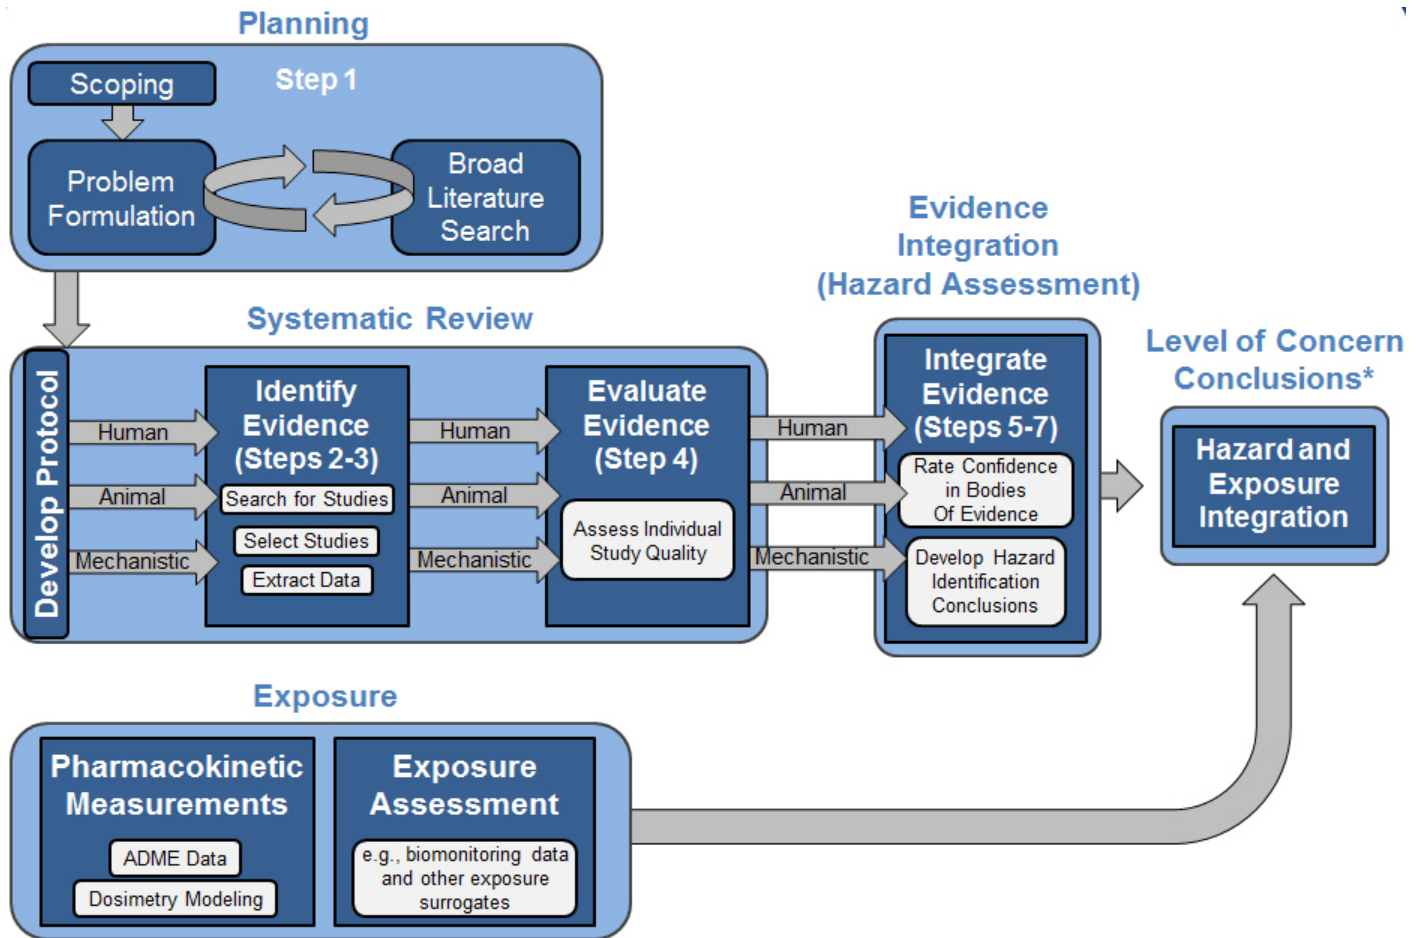 Planning
Step 1
Scoping
Problem
Formulation
Broad
Literature
Search
Evidence
Integration
(Hazard Assessment)
Systematic Review
Level of Concern
Conclusions*
Develop Protocol
Human
Animal
Mechanistic
Identify
Evidence
(Steps 2-3)
Search for Studies
Select Studies
Extract Data
Human
Animal
Mechanistic
Evaluate
Evidence
(Step 4)
Assess Individual
Study Quality
Human
Animal
Mechanistic
Integrate
Evidence
(Steps 5-7)
Rate Confidence
in Bodies
Of Evidence
Develop Hazard
Identification
Conclusions
Hazard and
Exposure
Integration
Exposure
Pharmacokinetic
Measurements
ADME Data
Dosimetry Modeling
Exposure
Assessment
e.g., biomonitoring data
and other exposure
surrogates